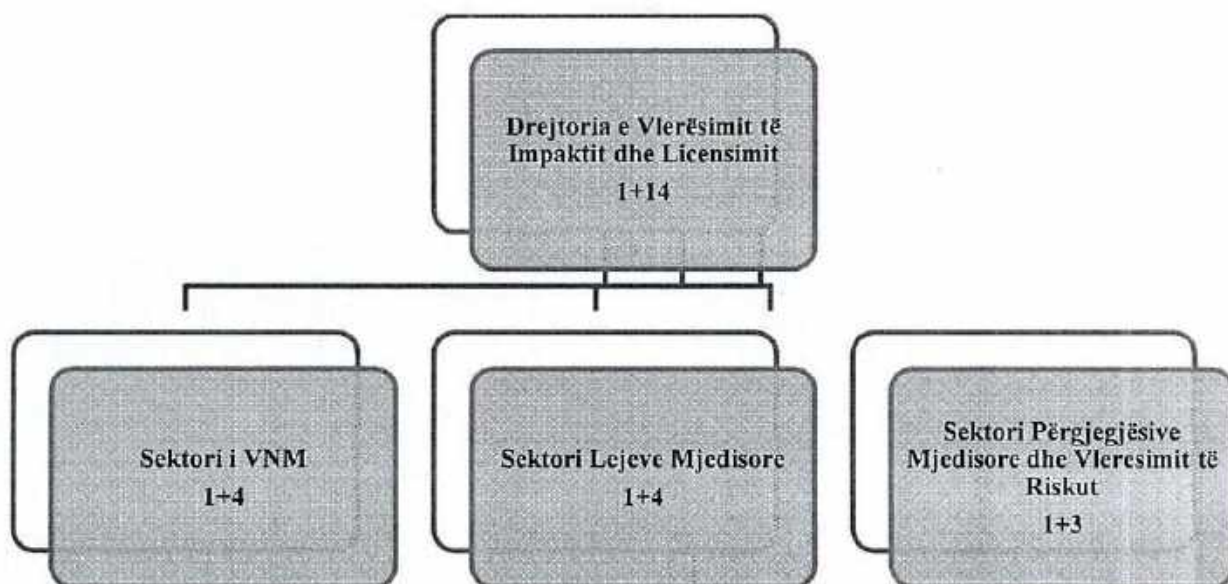 Drejtoria e Vlerësimit të
Impaktit dhe Licensimit
1+14
Sektori i VNM
1+4
Sektori Lejeve Mjedisore
1+4
Sektori Përgjegjësive
Mjedisore dhe Vleresimit të
Riskut
1+3